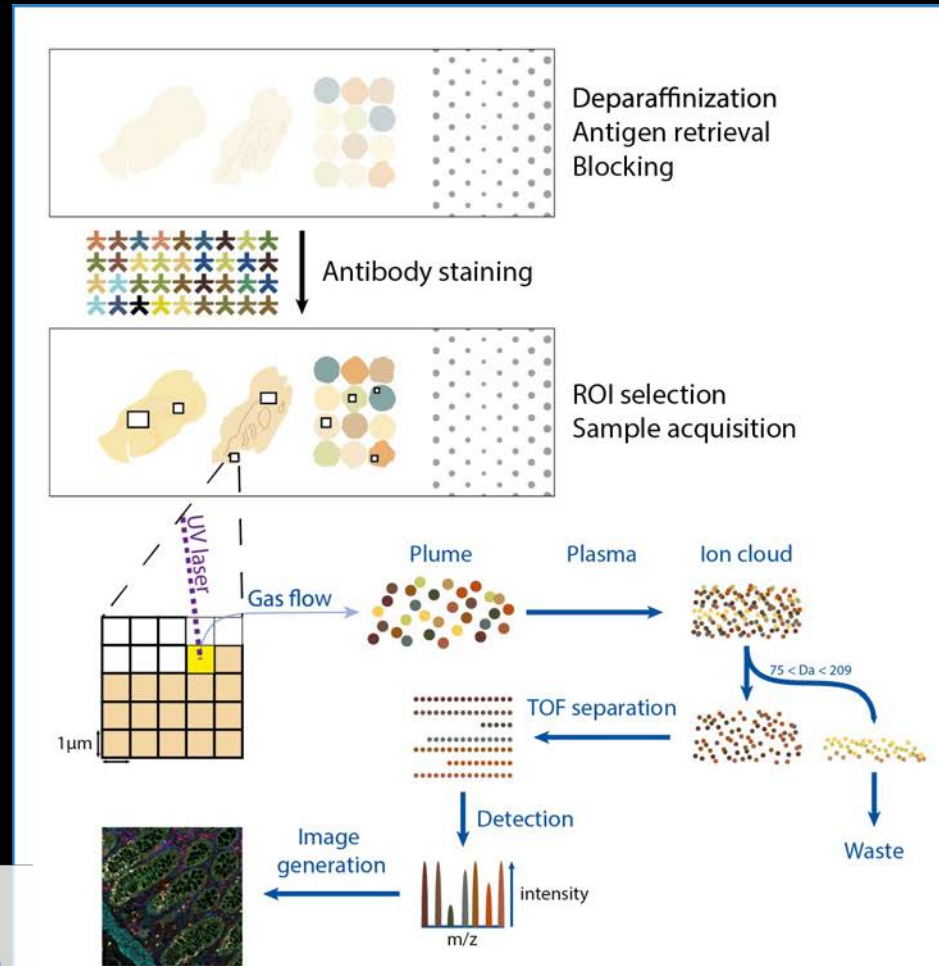 Deparaffinization
Antigen retrieval
Blocking
Antibody staining
ROI selection
Sample acquisition
UV laser
Gas flow
Plume
Plasma
Ion cloud
75 < Da < 209
1μm
TOF separation
Detection
Waste
Image
generation
intensity
m/z